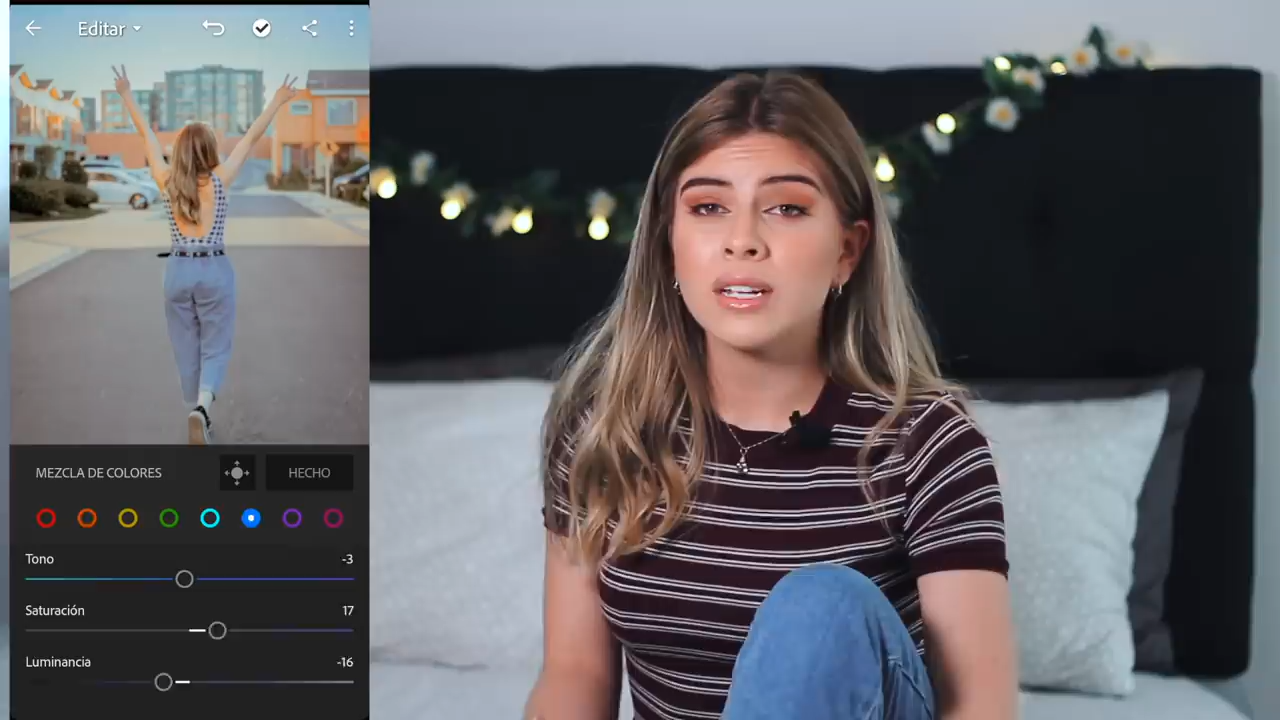 Editar
MEZCLA DE COLORES
HECHO
Tono
-3
Saturación
17
Luminancia
-16